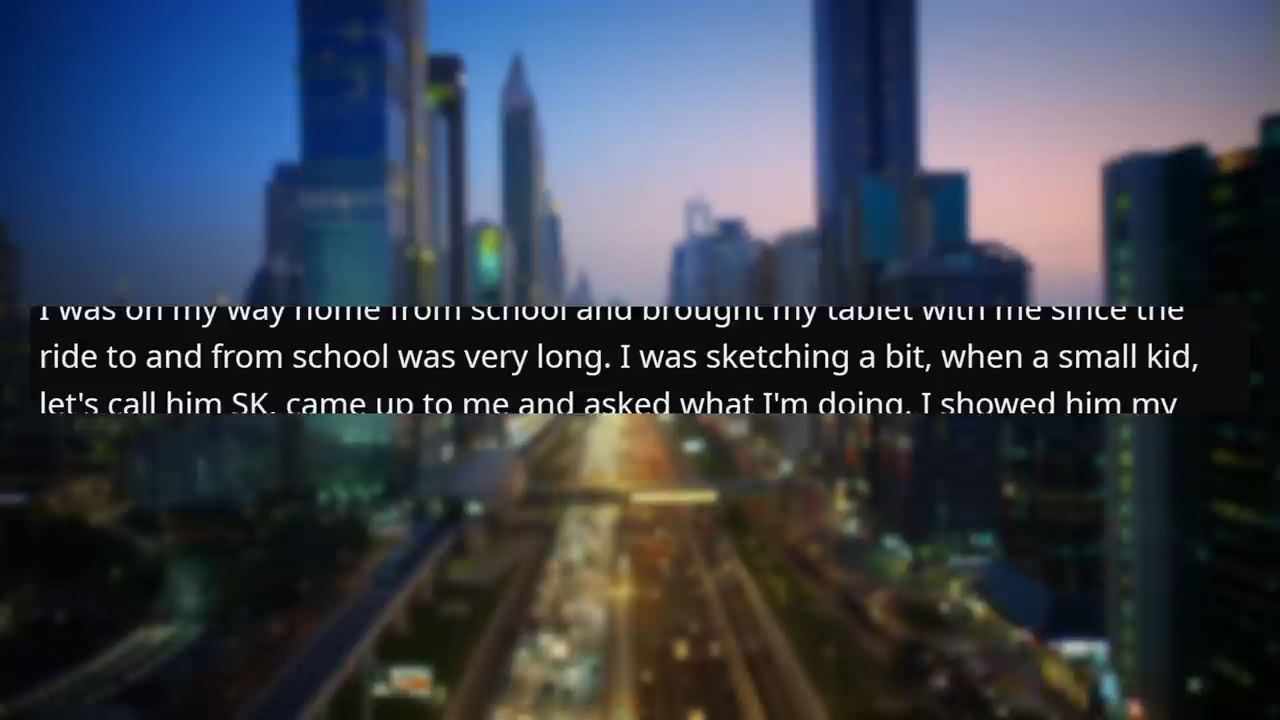 I was on my way home from school and brought my tablet with me since the
ride to and from school was very long. I was sketching a bit, when a small kid,
let's call him SK, came up to me and asked what I'm doing. I showed him my